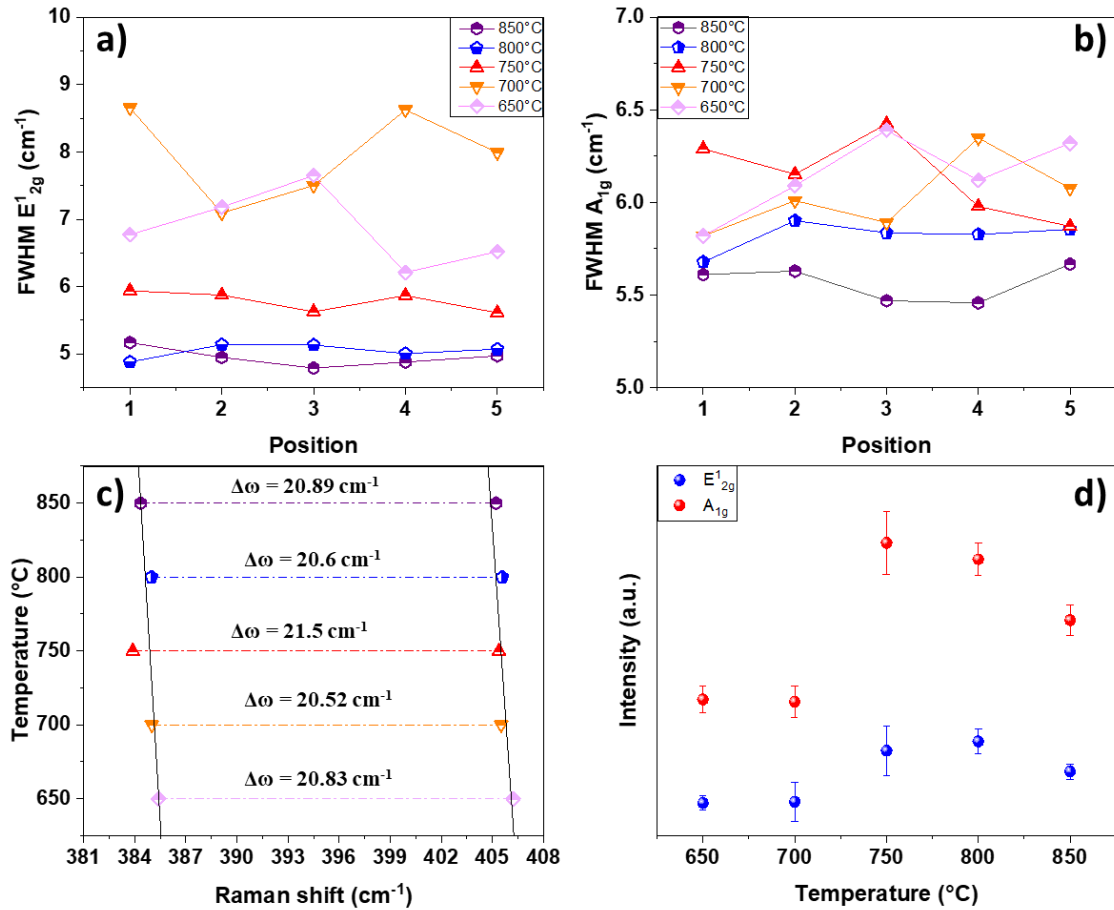 a)
850°C
800°C
750°C
700°C
650°C
10
9
8
7
6
5
1 2 3 4 5
FWHM E¹₂g (cm⁻¹)
Position
b)
850°C
800°C
750°C
700°C
650°C
7.0
6.5
6.0
5.5
5.0
1 2 3 4 5
FWHM A₁g (cm⁻¹)
Position
c)
Δω = 20.89 cm⁻¹
Δω = 20.6 cm⁻¹
Δω = 21.5 cm⁻¹
Δω = 20.52 cm⁻¹
Δω = 20.83 cm⁻¹
850
800
750
700
650
381 384 387 390 393 396 399 402 405 408
Temperature (°C)
Raman shift (cm⁻¹)
d)
E¹₂g
A₁g
Intensity (a.u.)
650 700 750 800 850
Temperature (°C)